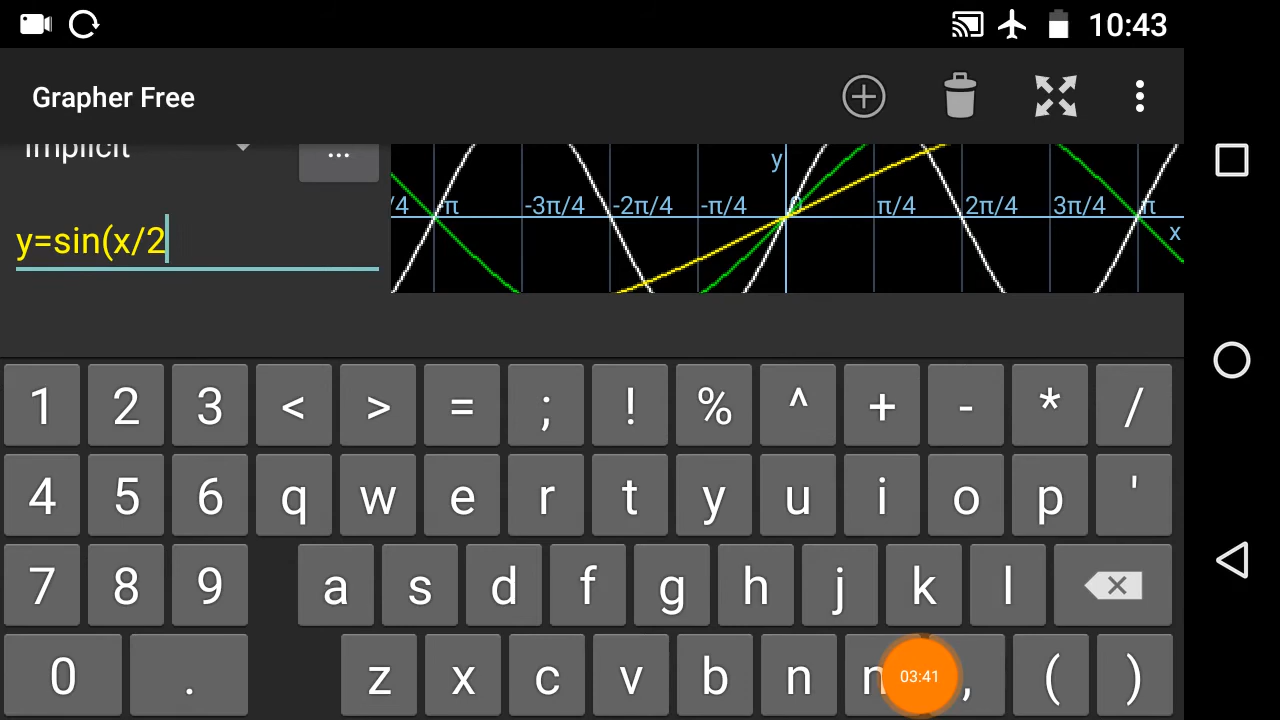 10:43
Grapher Free
Implicit
...
y=sin(x/2
y
/4 π -3π/4 -2π/4 -π/4 0 π/4 2π/4 3π/4 π
x
1 2 3 < > = ; ! % ^ + - * /
4 5 6 q w e r t y u i o p '
7 8 9 a s d f g h j k l
0 . z x c v b n , ( )
03:41